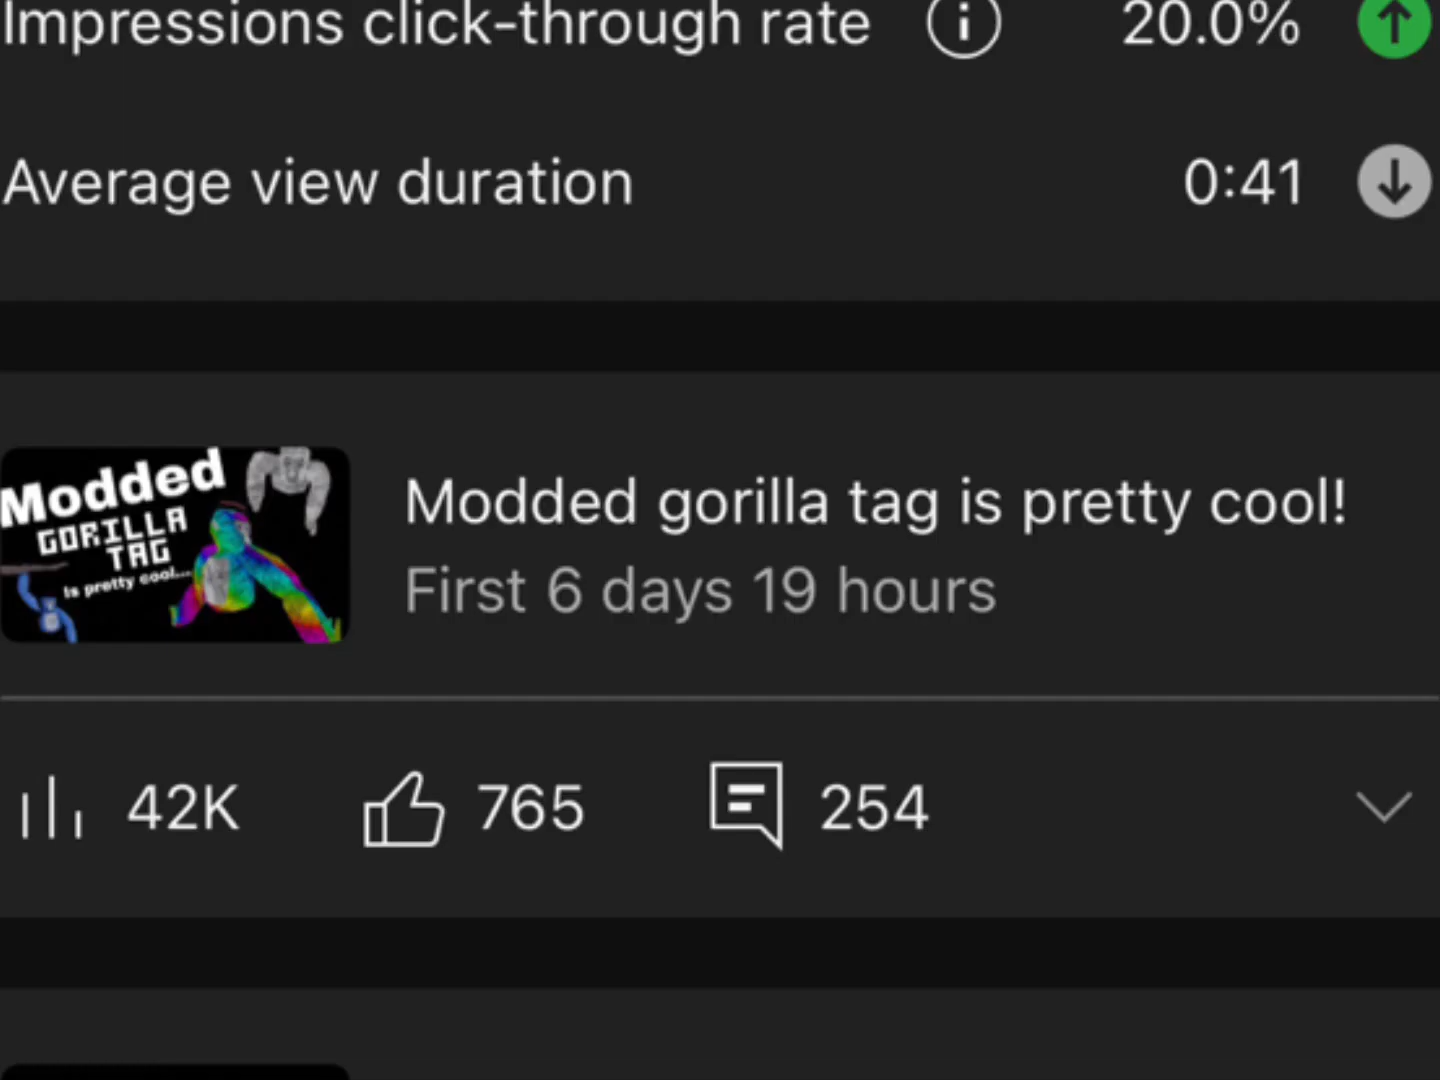 Impressions click-through rate 20.0%
Average view duration 0:41
Modded
GORILLA
TAG
Is pretty cool...
Modded gorilla tag is pretty cool!
First 6 days 19 hours
42K 765 254